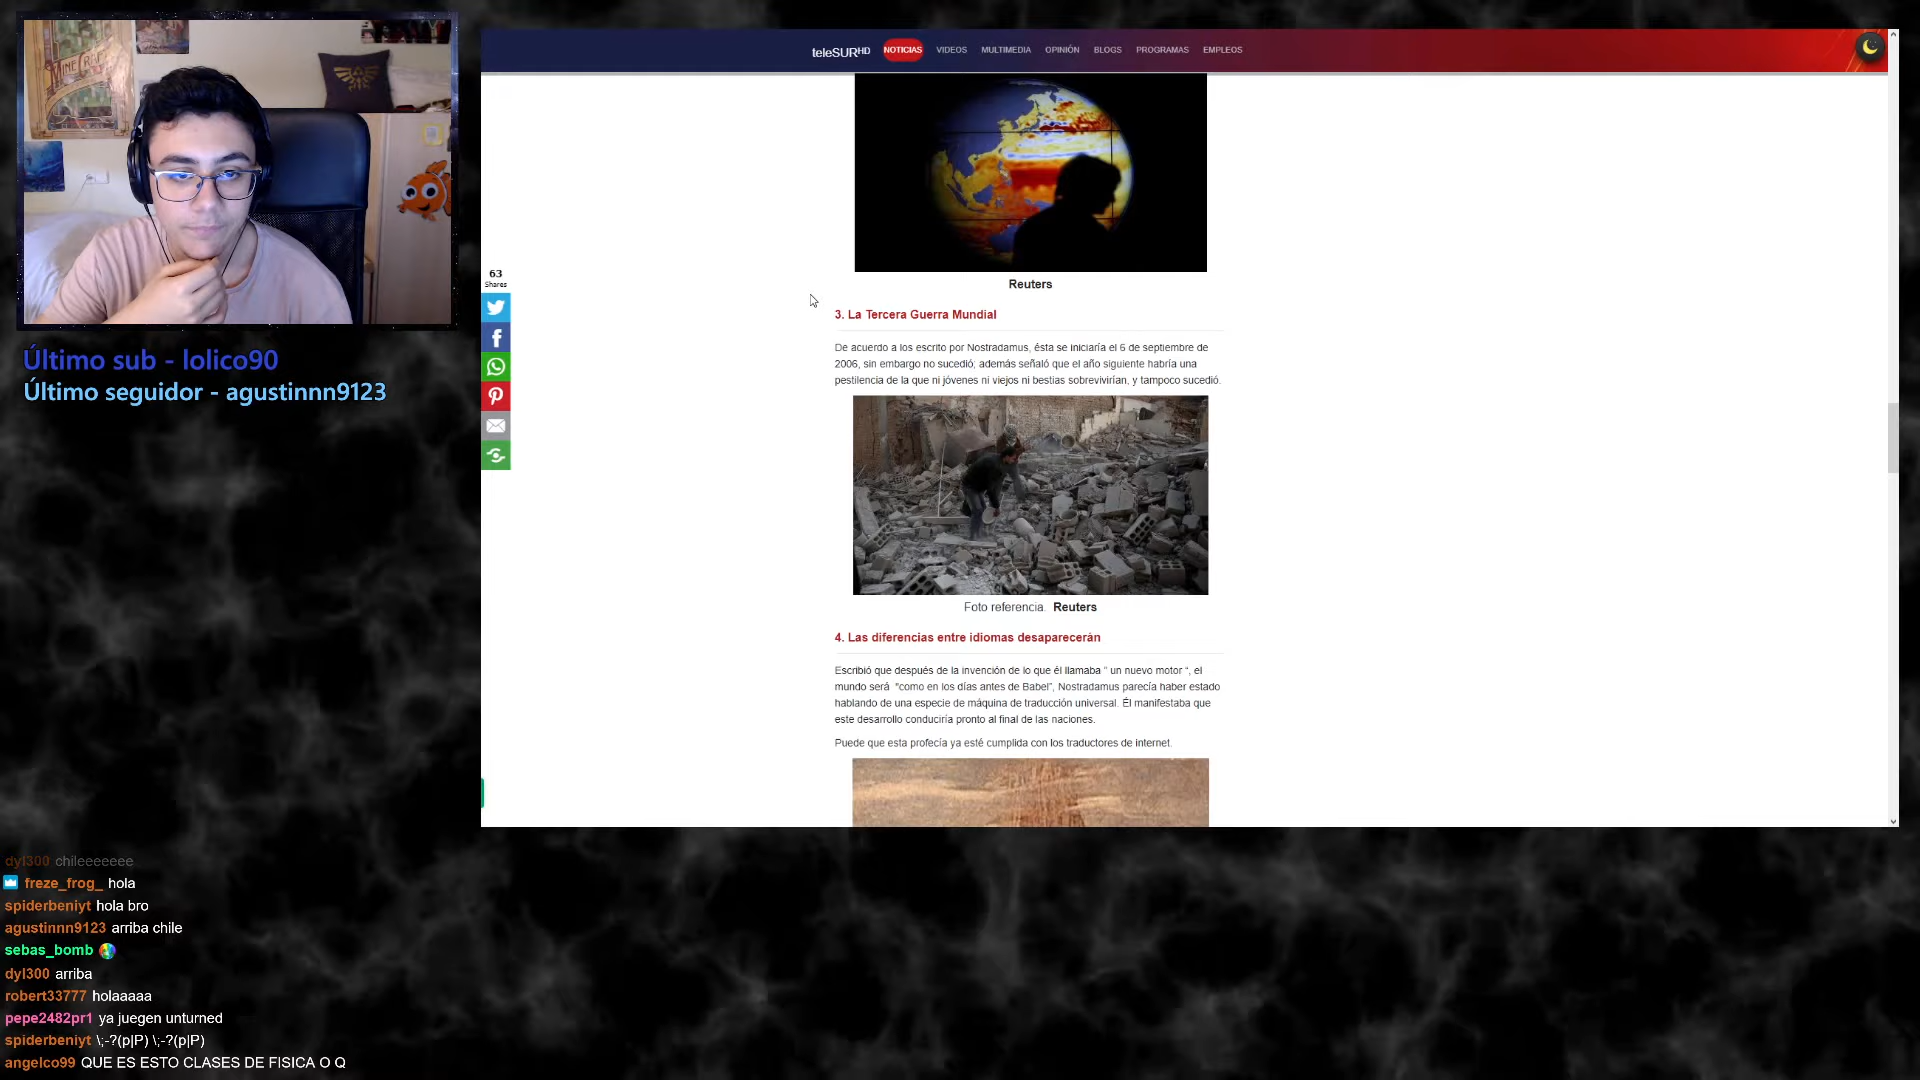 MINECRAFT
Último sub - lolico90
Último seguidor - agustinnn9123
teleSURHD NOTICIAS VIDEOS MULTIMEDIA OPINIÓN BLOGS PROGRAMAS EMPLEOS
63
Shares
Reuters
3. La Tercera Guerra Mundial
De acuerdo a los escrito por Nostradamus, ésta se iniciaría el 6 de septiembre de
2006, sin embargo no sucedió; además señaló que el año siguiente habría una
pestilencia de la que ni jóvenes ni viejos ni bestias sobrevivirían, y tampoco sucedió.
Foto referencia. Reuters
4. Las diferencias entre idiomas desaparecerán
Escribió que después de la invención de lo que él llamaba " un nuevo motor “, el
mundo será "como en los días antes de Babel", Nostradamus parecía haber estado
hablando de una especie de máquina de traducción universal. Él manifestaba que
este desarrollo conduciría pronto al final de las naciones.
Puede que esta profecía ya esté cumplida con los traductores de internet.
dyl300 chileeeeeee
freze_frog_ hola
spiderbeniyt hola bro
agustinnn9123 arriba chile
sebas_bomb
dyl300 arriba
robert33777 holaaaaa
pepe2482pr1 ya juegen unturned
spiderbeniyt \;-?(p|P) \;-?(p|P)
angelco99 QUE ES ESTO CLASES DE FISICA O Q